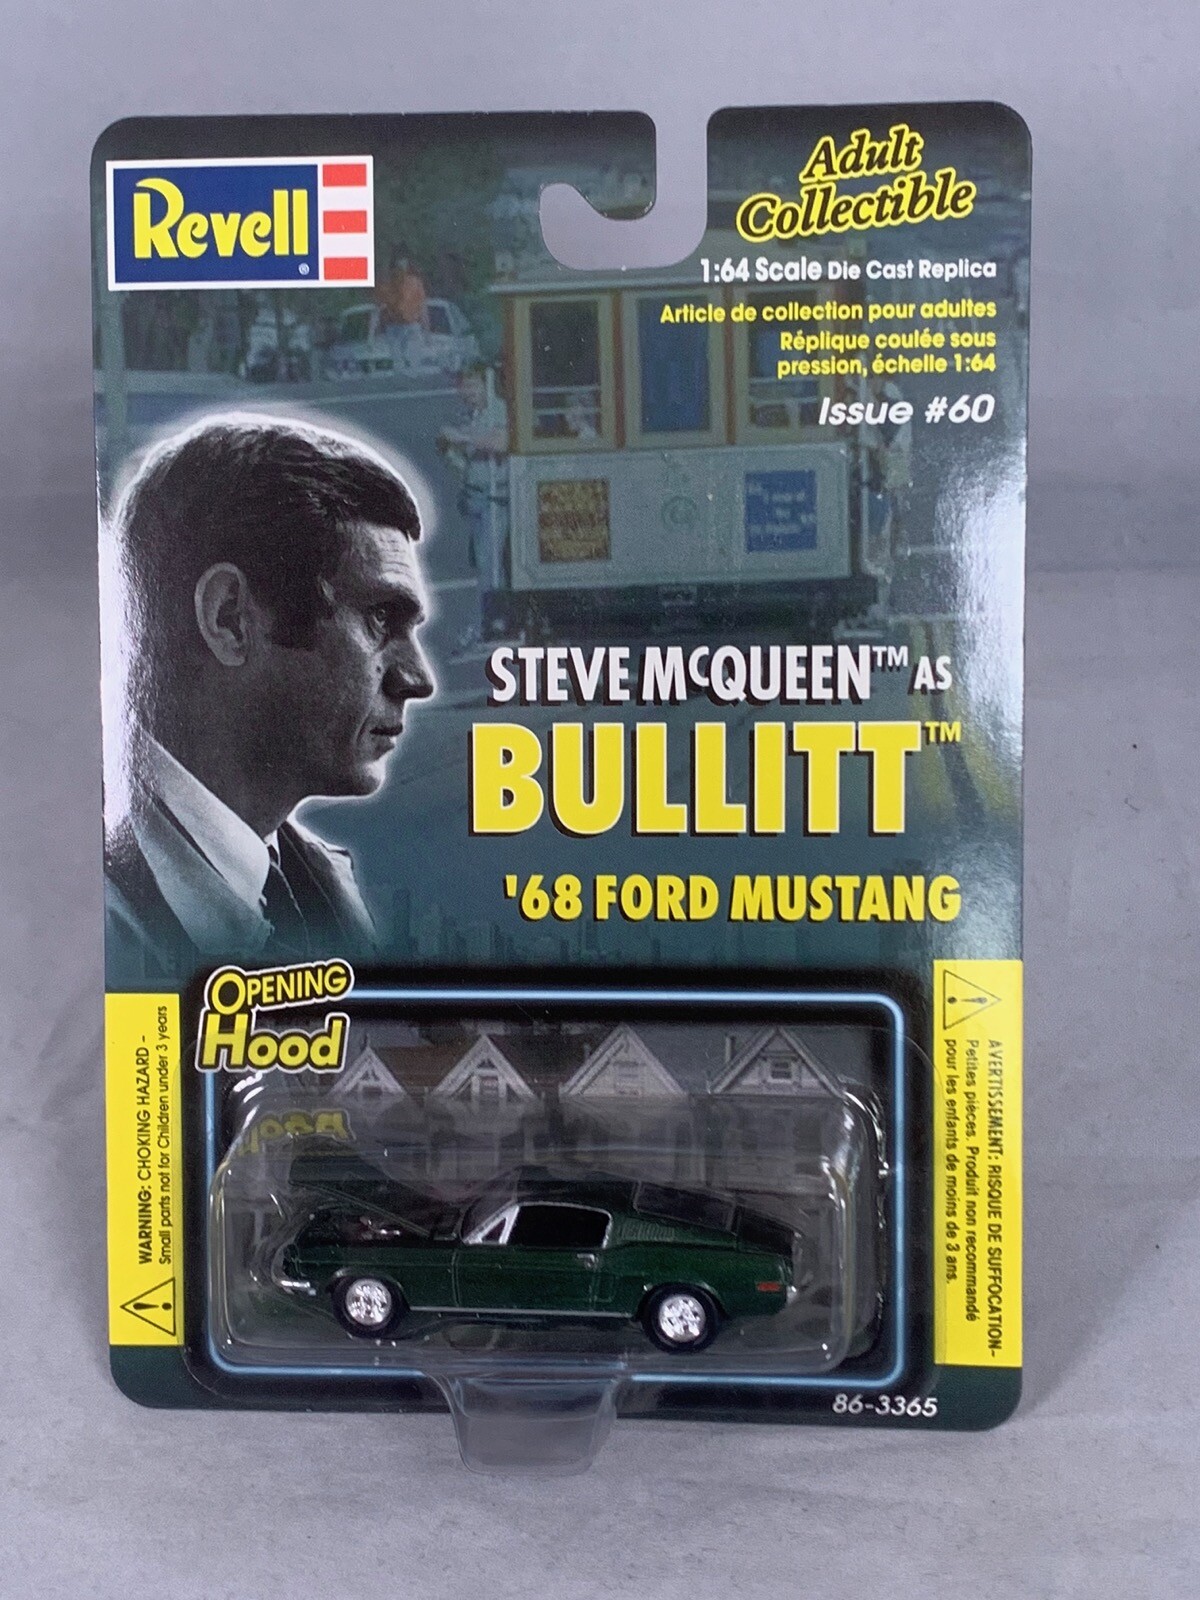 Revell®
Adult
Collectible
1:64 Scale Die Cast Replica
Article de collection pour adultes
Réplique coulée sous
pression, échelle 1:64
Issue #60
STEVE McQUEEN™ AS
BULLITT™
'68 FORD MUSTANG
OPENING
Hood
WARNING: CHOKING HAZARD –
Small parts not for Children under 3 years
AVERTISSEMENT: RISQUE DE SUFFOCATION–
Petites pièces. Produit non recommandé
pour les enfants de moins de 3 ans.
86-3365